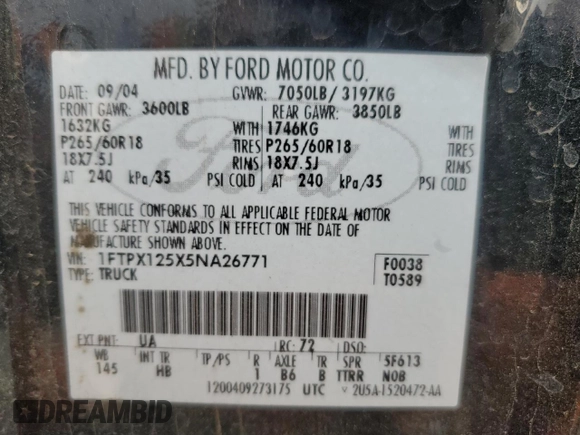 MFD. BY FORD MOTOR CO.
DATE: 09/04 GVWR: 7050LB/ 3197KG
FRONT GAWR: 3600LB REAR GAWR: 3850LB
1632KG WITH 1746KG WITH
P265/60R18 TIRES P265/60R18 TIRES
18X7.5J RIMS 18X7.5J RIMS
AT 240 kPa/35 PSI COLD AT 240 kPa/35 PSI COLD
THIS VEHICLE CONFORMS TO ALL APPLICABLE FEDERAL MOTOR
VEHICLE SAFETY STANDARDS IN EFFECT ON THE DATE OF
MANUFACTURE SHOWN ABOVE.
VIN: 1FTPX125X5NA26771 F0038
TYPE: TRUCK T0589
Ford
EXT PNT: UA RC: 72 DSO:
WB INT TR TP/PS R AXLE TR SPR 5F613
145 HB 1 B6 B TTRR NOB
1200409273175 UTC 2U5A-1520472-AA
DREAMBID